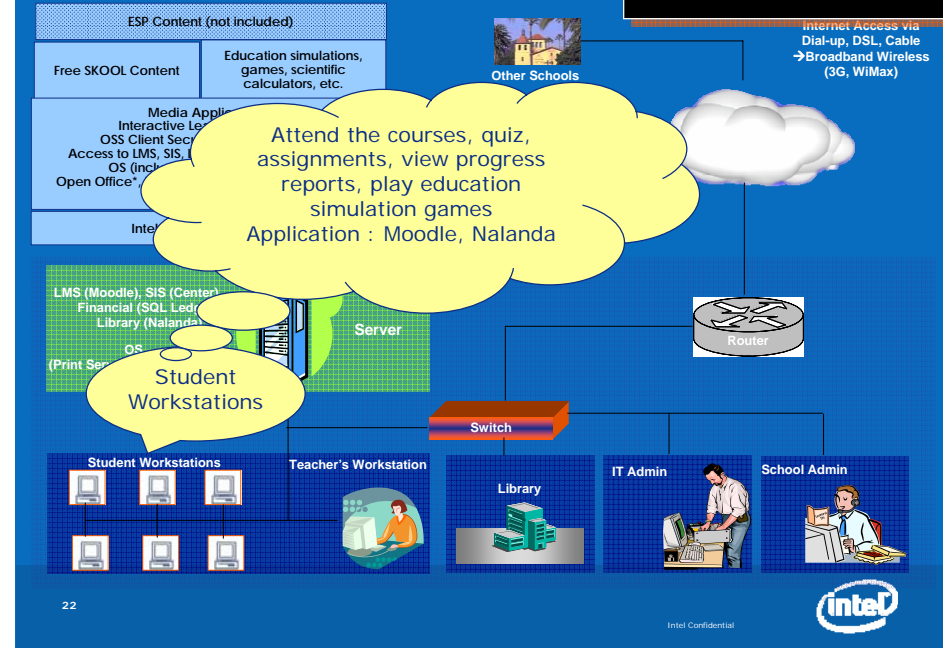 ESP Content (not included)
Free SKOOL Content
Education simulations,
games, scientific
calculators, etc.
Media Applic
Interactive Le
OSS Client Secu
Access to LMS, SIS,
OS (inclu
Open Office*,
Intel
Other Schools
Internet Access via
Dial-up, DSL, Cable
→Broadband Wireless
(3G, WiMax)
Attend the courses, quiz,
assignments, view progress
reports, play education
simulation games
Application : Moodle, Nalanda
LMS (Moodle), SIS (Center)
Financial (SQL Ledg
Library (Nalanda)
OS
(Print Ser
Server
Router
Student
Workstations
Switch
Student Workstations
Teacher's Workstation
Library
IT Admin
School Admin
22
Intel Confidential
intel